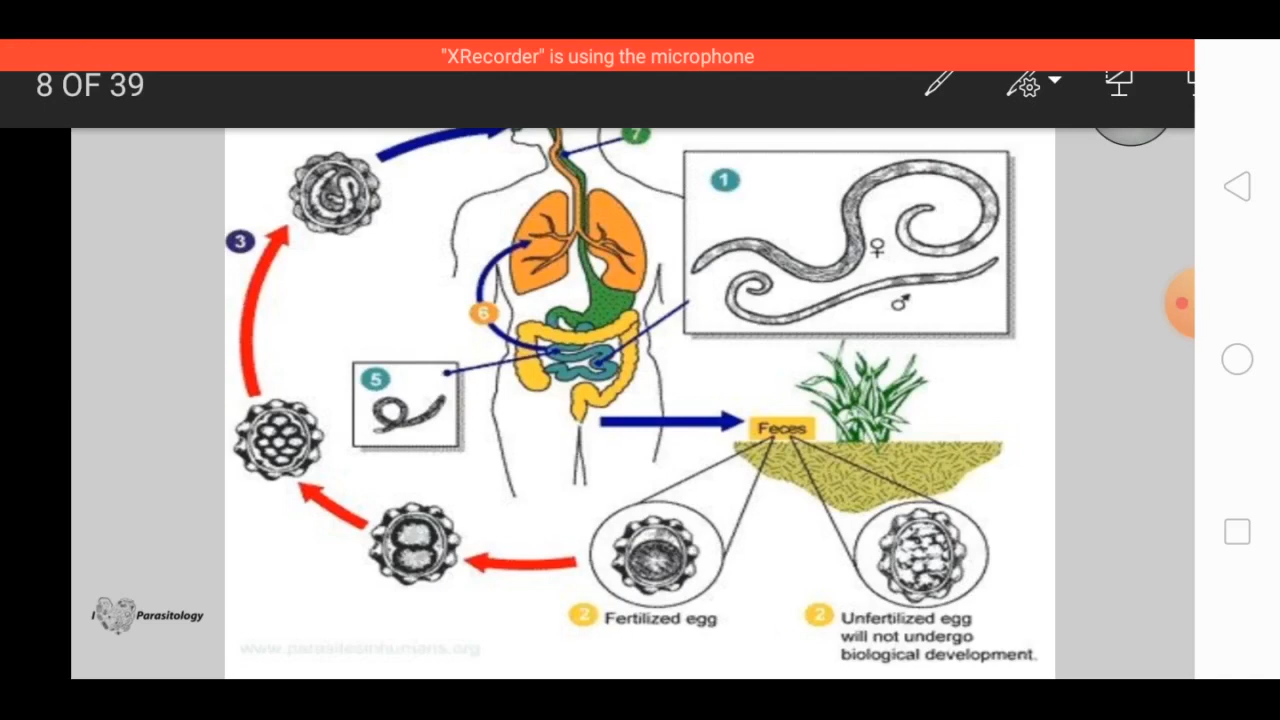 "XRecorder" is using the microphone
8 OF 39
7
1
3
6
5
Feces
2 Fertilized egg
2 Unfertilized egg
will not undergo
biological development.
I Parasitology
www.parasitesinhumans.org